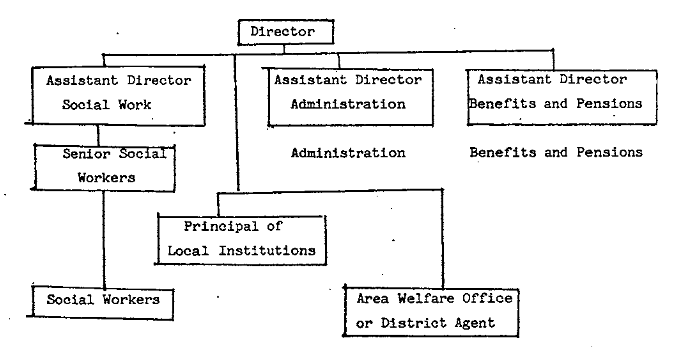 Director
Assistant Director
Social Work
Assistant Director
Administration
Assistant Director
Benefits and Pensions
Senior Social
Workers
Administration
Benefits and Pensions
Principal of
Local Institutions
Social Workers
Area Welfare Office
or District Agent